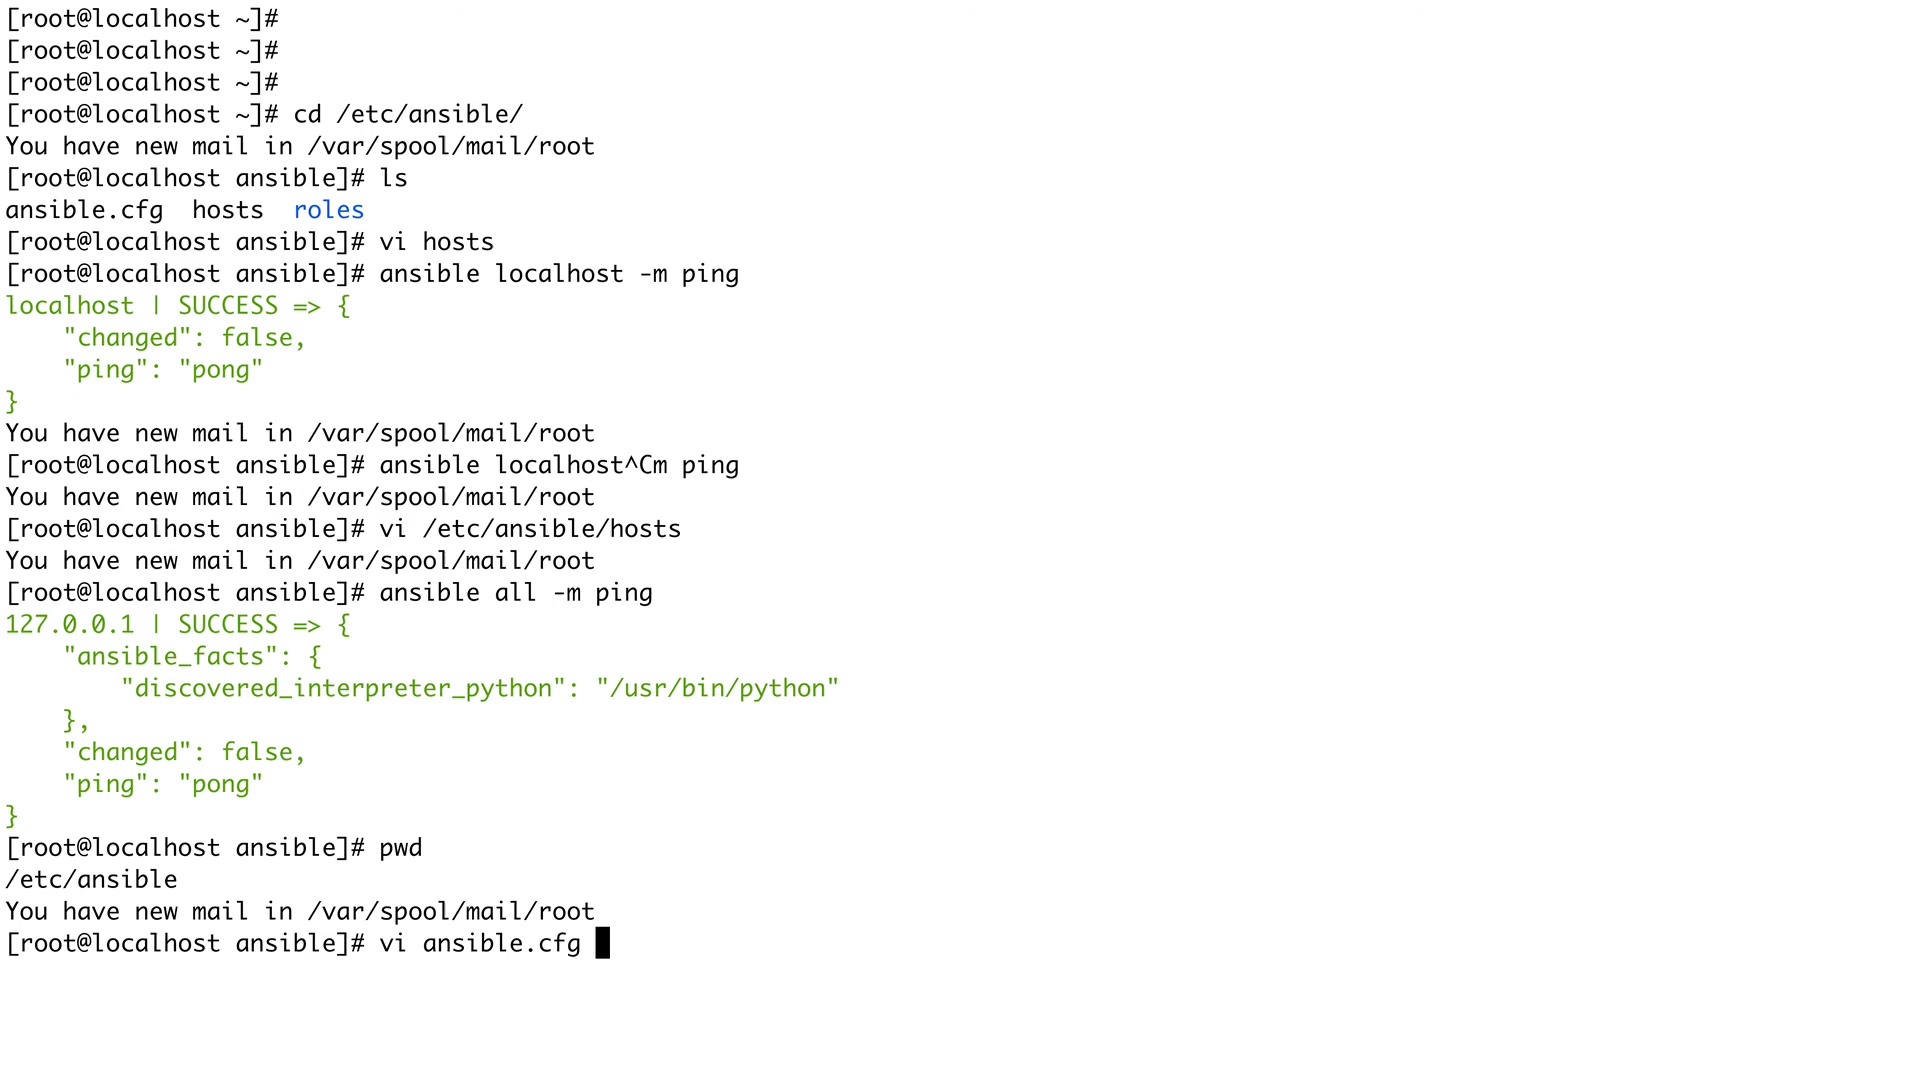 [root@localhost ~]#
[root@localhost ~]#
[root@localhost ~]#
[root@localhost ~]# cd /etc/ansible/
You have new mail in /var/spool/mail/root
[root@localhost ansible]# ls
ansible.cfg  hosts  roles
[root@localhost ansible]# vi hosts
[root@localhost ansible]# ansible localhost -m ping
localhost | SUCCESS => {
    "changed": false,
    "ping": "pong"
}
You have new mail in /var/spool/mail/root
[root@localhost ansible]# ansible localhost^Cm ping
You have new mail in /var/spool/mail/root
[root@localhost ansible]# vi /etc/ansible/hosts
You have new mail in /var/spool/mail/root
[root@localhost ansible]# ansible all -m ping
127.0.0.1 | SUCCESS => {
    "ansible_facts": {
        "discovered_interpreter_python": "/usr/bin/python"
    },
    "changed": false,
    "ping": "pong"
}
[root@localhost ansible]# pwd
/etc/ansible
You have new mail in /var/spool/mail/root
[root@localhost ansible]# vi ansible.cfg